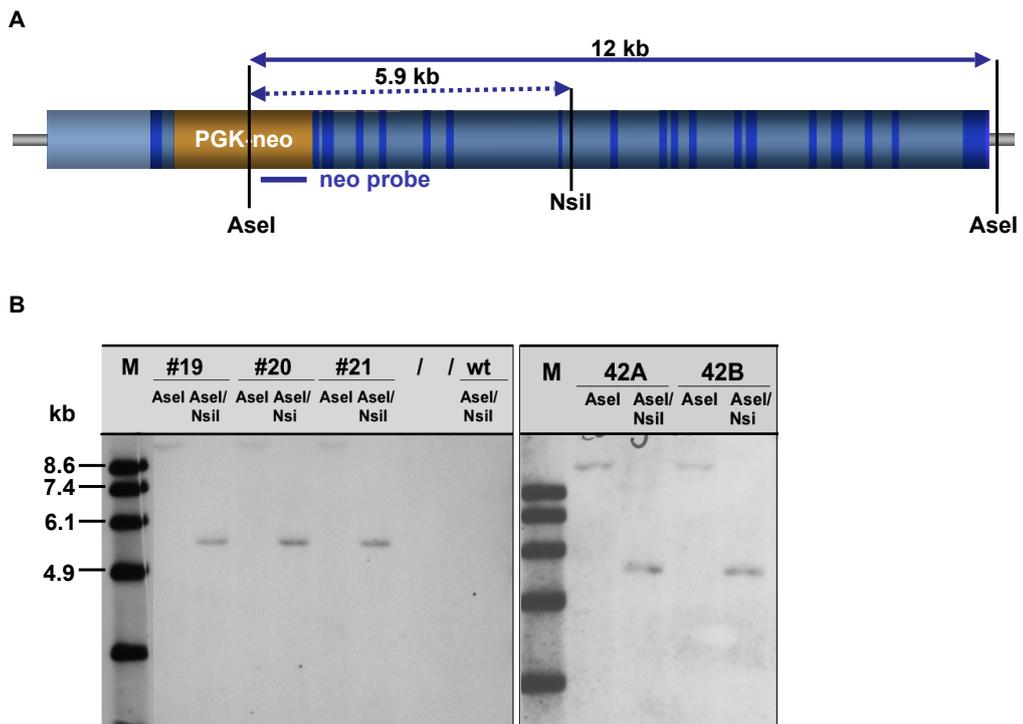 A
12 kb
5.9 kb
PGK-neo
neo probe
NsiI
AseI
AseI
B
M #19 #20 #21 / / wt
AseI AseI/ AseI AseI/ AseI AseI/ AseI/
NsiI Nsi NsiI NsiI
kb
8.6
7.4
6.1
4.9
M 42A 42B
AseI AseI/ AseI AseI/
NsiI Nsi